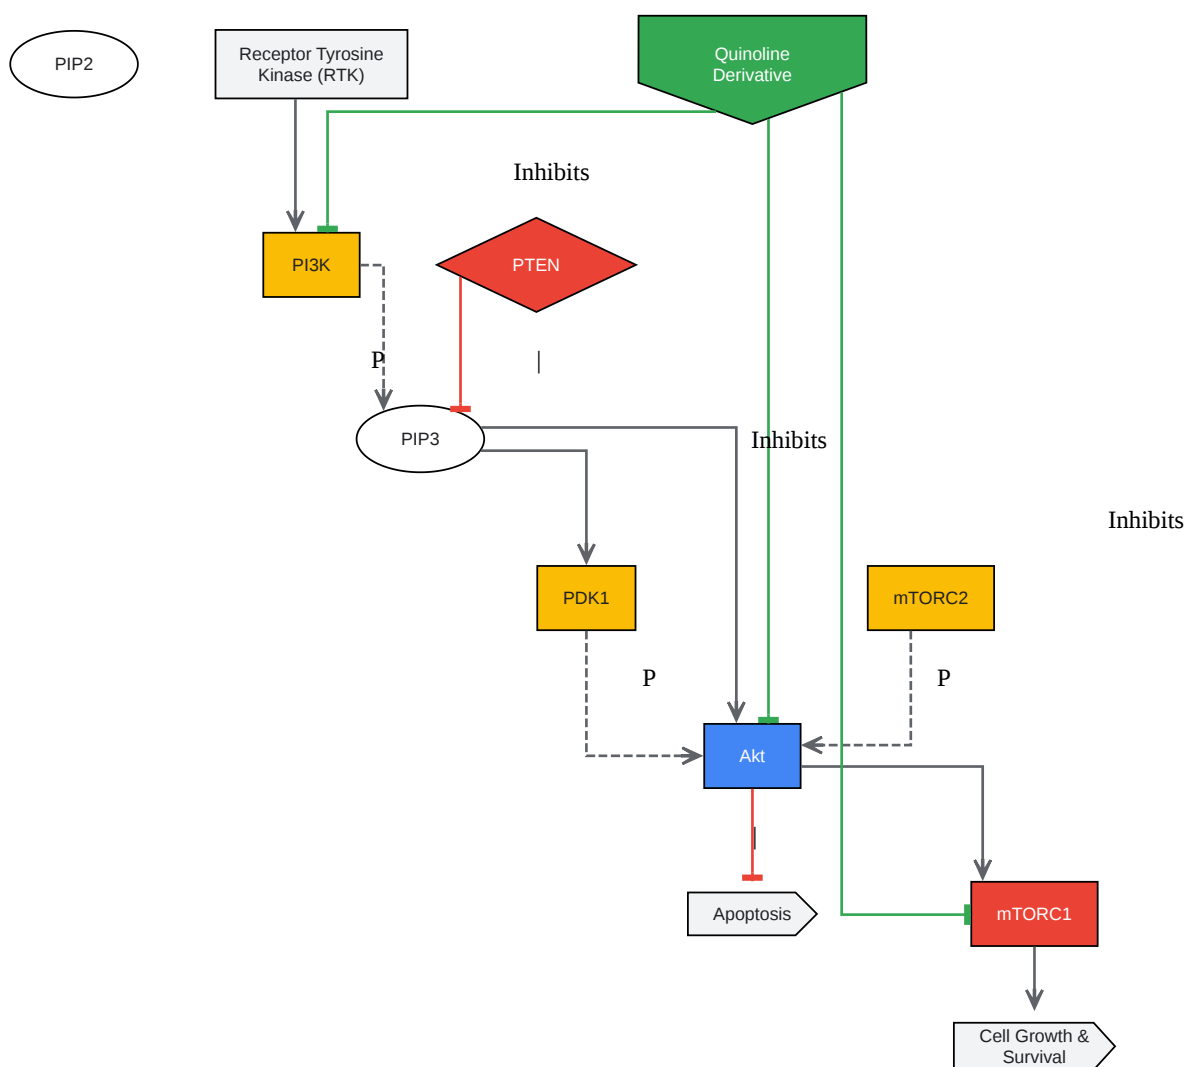 PIP2
Receptor Tyrosine
Kinase (RTK)
Quinoline
Derivative
Inhibits
PI3K
PTEN
P
|
PIP3
Inhibits
Inhibits
PDK1
mTORC2
P
P
Akt
|
Apoptosis
mTORC1
Cell Growth &
Survival